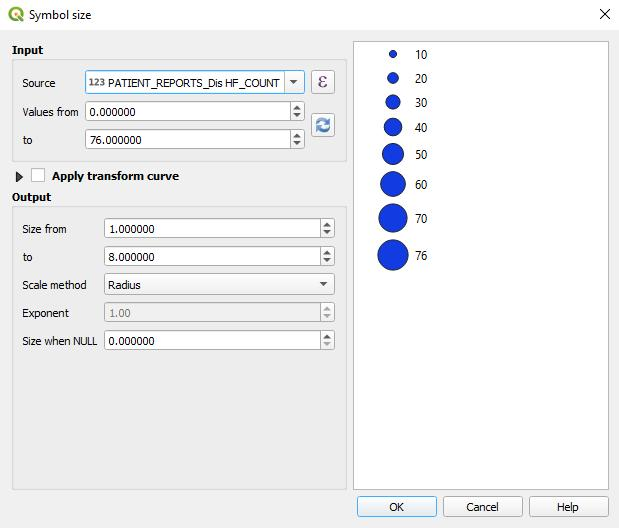 Symbol size
Input
Source 123 PATIENT_REPORTS_Dis HF_COUNT ε
Values from 0.000000
to 76.000000
Apply transform curve
Output
Size from 1.000000
to 8.000000
Scale method Radius
Exponent 1.00
Size when NULL 0.000000
10
20
30
40
50
60
70
76
OK Cancel Help